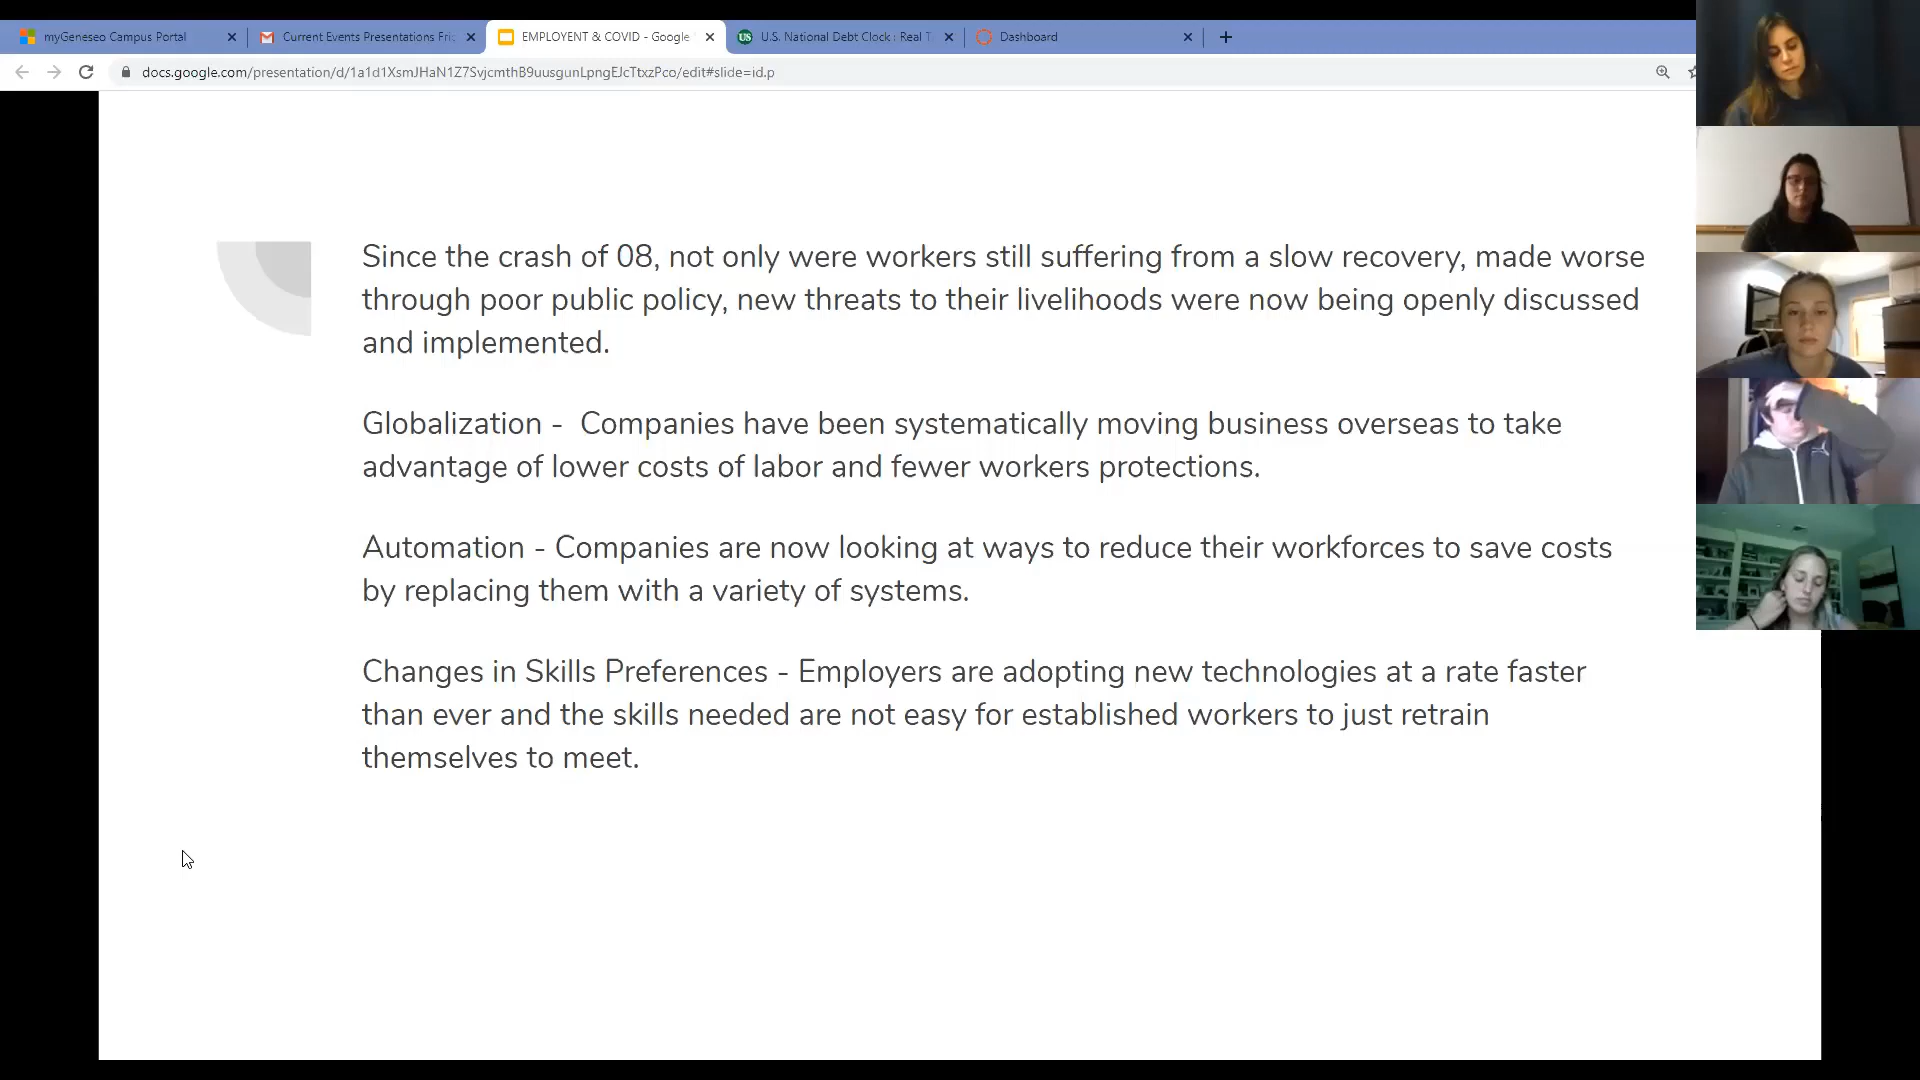 myGeneseo Campus Portal
Current Events Presentations Fri
EMPLOYENT & COVID - Google
US
U.S. National Debt Clock : Real T
Dashboard
docs.google.com/presentation/d/1a1d1XsmJHaN1Z7SvjcmthB9uusgunLpngEJcTtxzPco/edit#slide=id.p
Since the crash of 08, not only were workers still suffering from a slow recovery, made worse
through poor public policy, new threats to their livelihoods were now being openly discussed
and implemented.
Globalization -  Companies have been systematically moving business overseas to take
advantage of lower costs of labor and fewer workers protections.
Automation - Companies are now looking at ways to reduce their workforces to save costs
by replacing them with a variety of systems.
Changes in Skills Preferences - Employers are adopting new technologies at a rate faster
than ever and the skills needed are not easy for established workers to just retrain
themselves to meet.